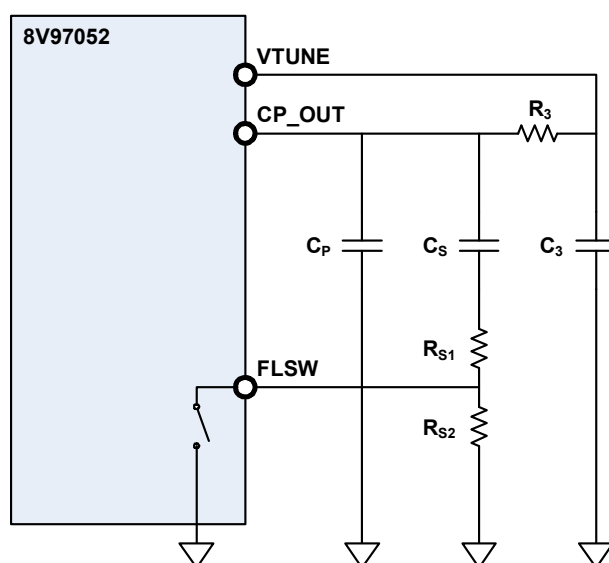 8V97052
VTUNE
CP_OUT
R3
CP
CS
C3
RS1
FLSW
RS2